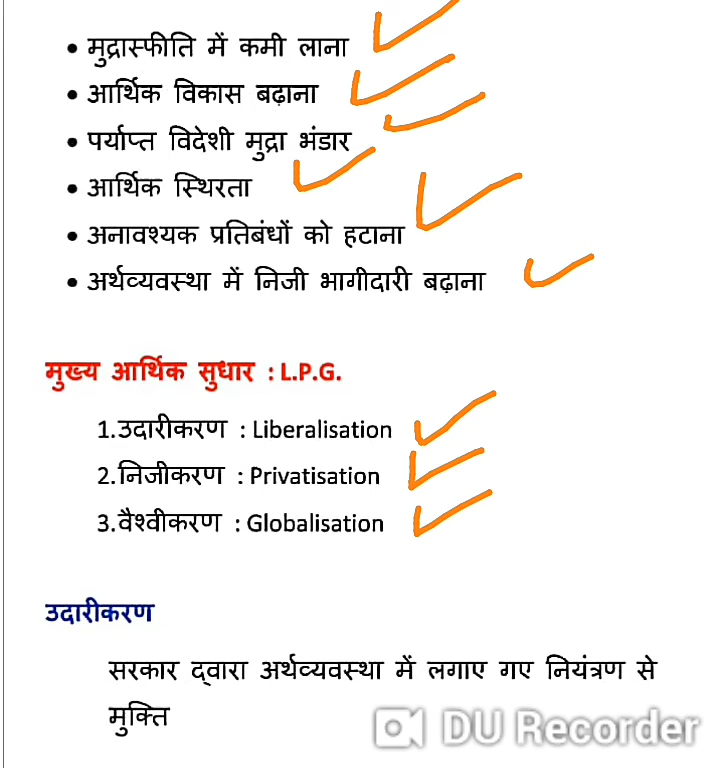 • मुद्रास्फीति में कमी लाना
• आर्थिक विकास बढ़ाना
• पर्याप्त विदेशी मुद्रा भंडार
• आर्थिक स्थिरता
• अनावश्यक प्रतिबंधों को हटाना
• अर्थव्यवस्था में निजी भागीदारी बढ़ाना
मुख्य आर्थिक सुधार : L.P.G.
1.उदारीकरण : Liberalisation
2.निजीकरण : Privatisation
3.वैश्वीकरण : Globalisation
उदारीकरण
सरकार द्वारा अर्थव्यवस्था में लगाए गए नियंत्रण से
मुक्ति
DU Recorder